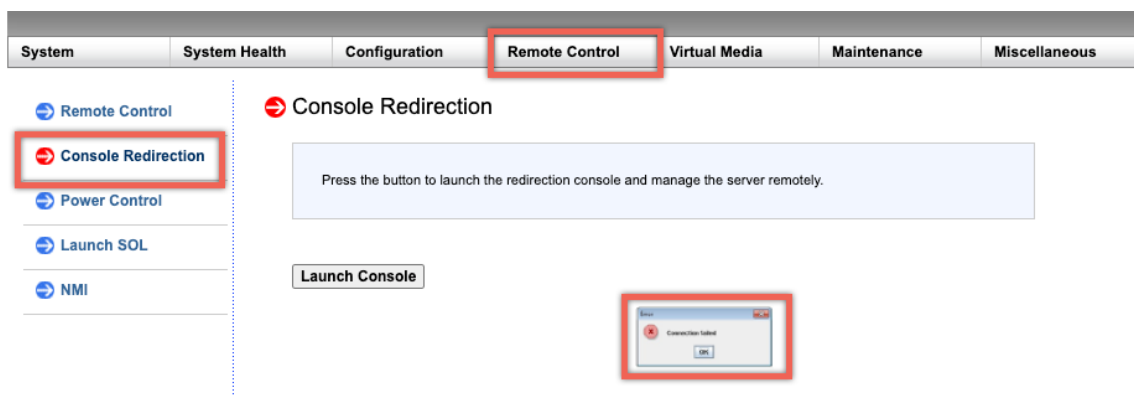 System System Health Configuration Remote Control Virtual Media Maintenance Miscellaneous
Remote Control
Console Redirection
Power Control
Launch SOL
NMI
Console Redirection
Press the button to launch the redirection console and manage the server remotely.
Launch Console
Error
Connection failed
OK